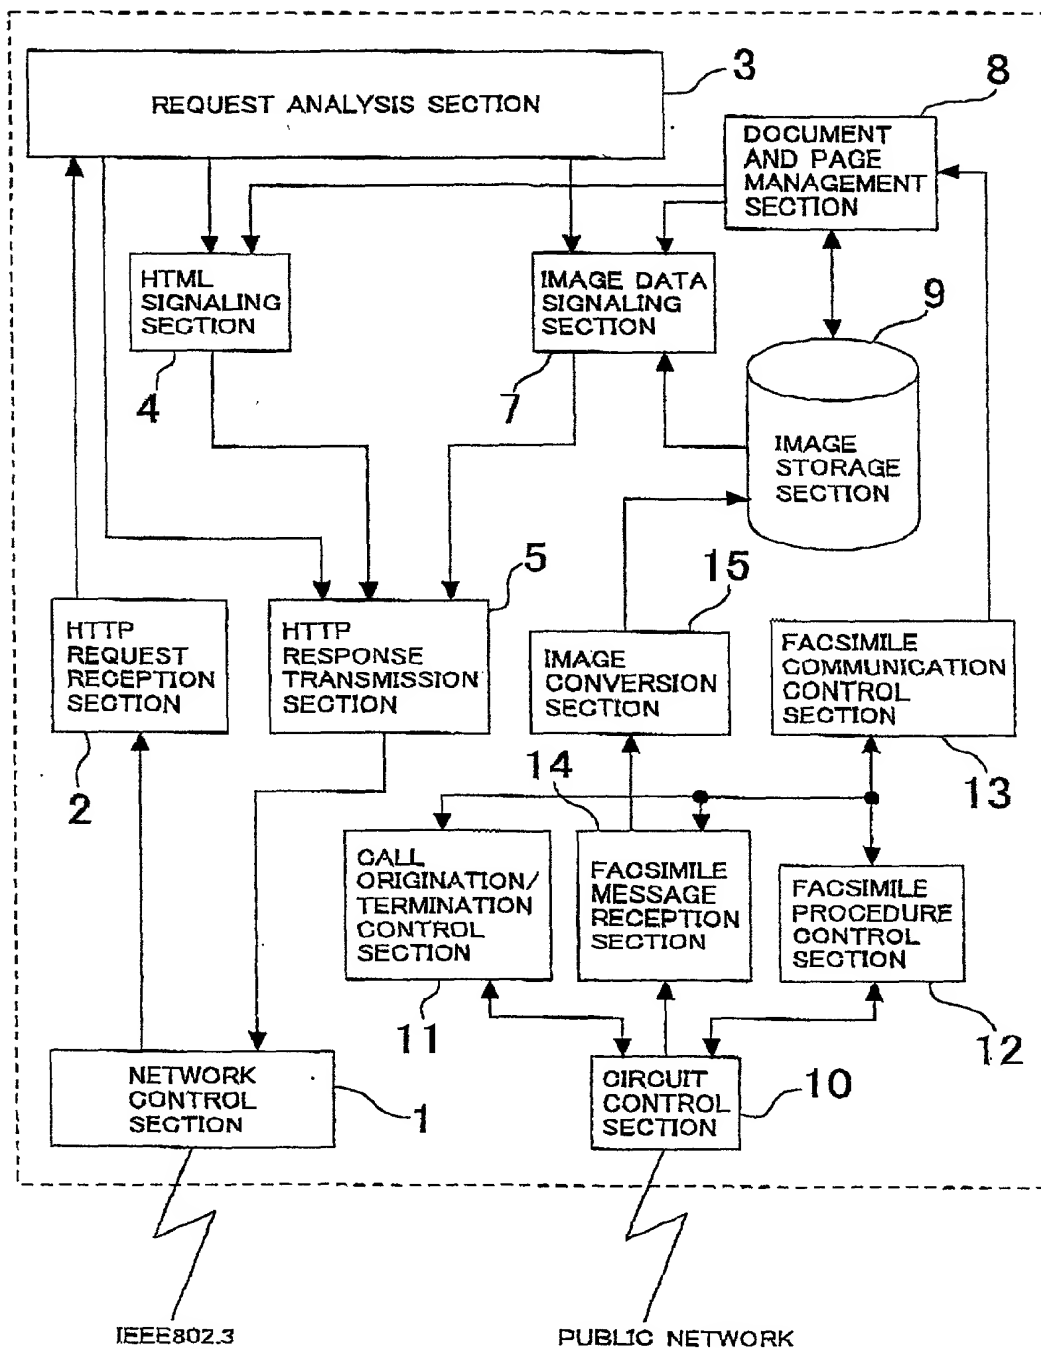 3
REQUEST ANALYSIS SECTION
8
DOCUMENT
AND PAGE
MANAGEMENT
SECTION
HTML
SIGNALING
SECTION
4
IMAGE DATA
SIGNALING
SECTION
7
9
IMAGE
STORAGE
SECTION
HTTP
REQUEST
RECEPTION
SECTION
2
5
HTTP
RESPONSE
TRANSMISSION
SECTION
15
IMAGE
CONVERSION
SECTION
FACSIMILE
COMMUNICATION
CONTROL
SECTION
13
14
CALL
ORIGINATION/
TERMINATION
CONTROL
SECTION
11
FACSIMILE
MESSAGE
RECEPTION
SECTION
FACSIMILE
PROCEDURE
CONTROL
SECTION
12
NETWORK
CONTROL
SECTION
1
CIRCUIT
CONTROL
SECTION
10
IEEE802.3
PUBLIC NETWORK